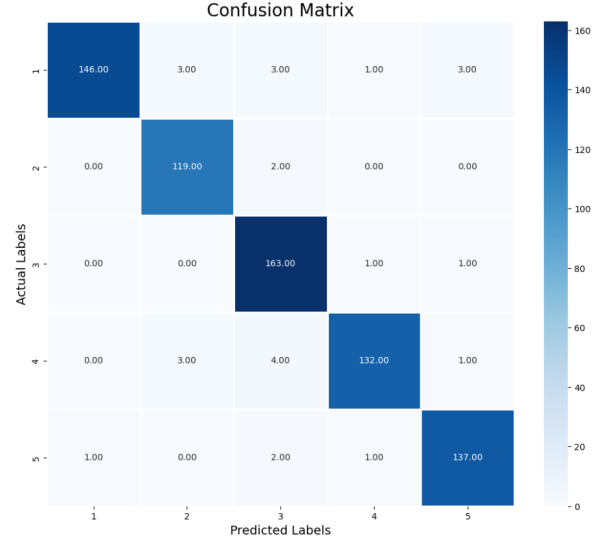 Confusion Matrix
Actual Labels
1 146.00 3.00 3.00 1.00 3.00
2 0.00 119.00 2.00 0.00 0.00
3 0.00 0.00 163.00 1.00 1.00
4 0.00 3.00 4.00 132.00 1.00
5 1.00 0.00 2.00 1.00 137.00
1 2 3 4 5
Predicted Labels
160
140
120
100
80
60
40
20
0